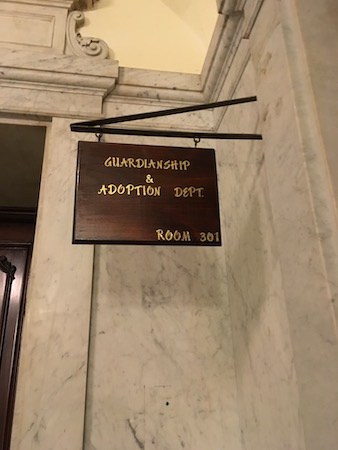 GUARDIANSHIP
&
ADOPTION DEPT.
ROOM 301